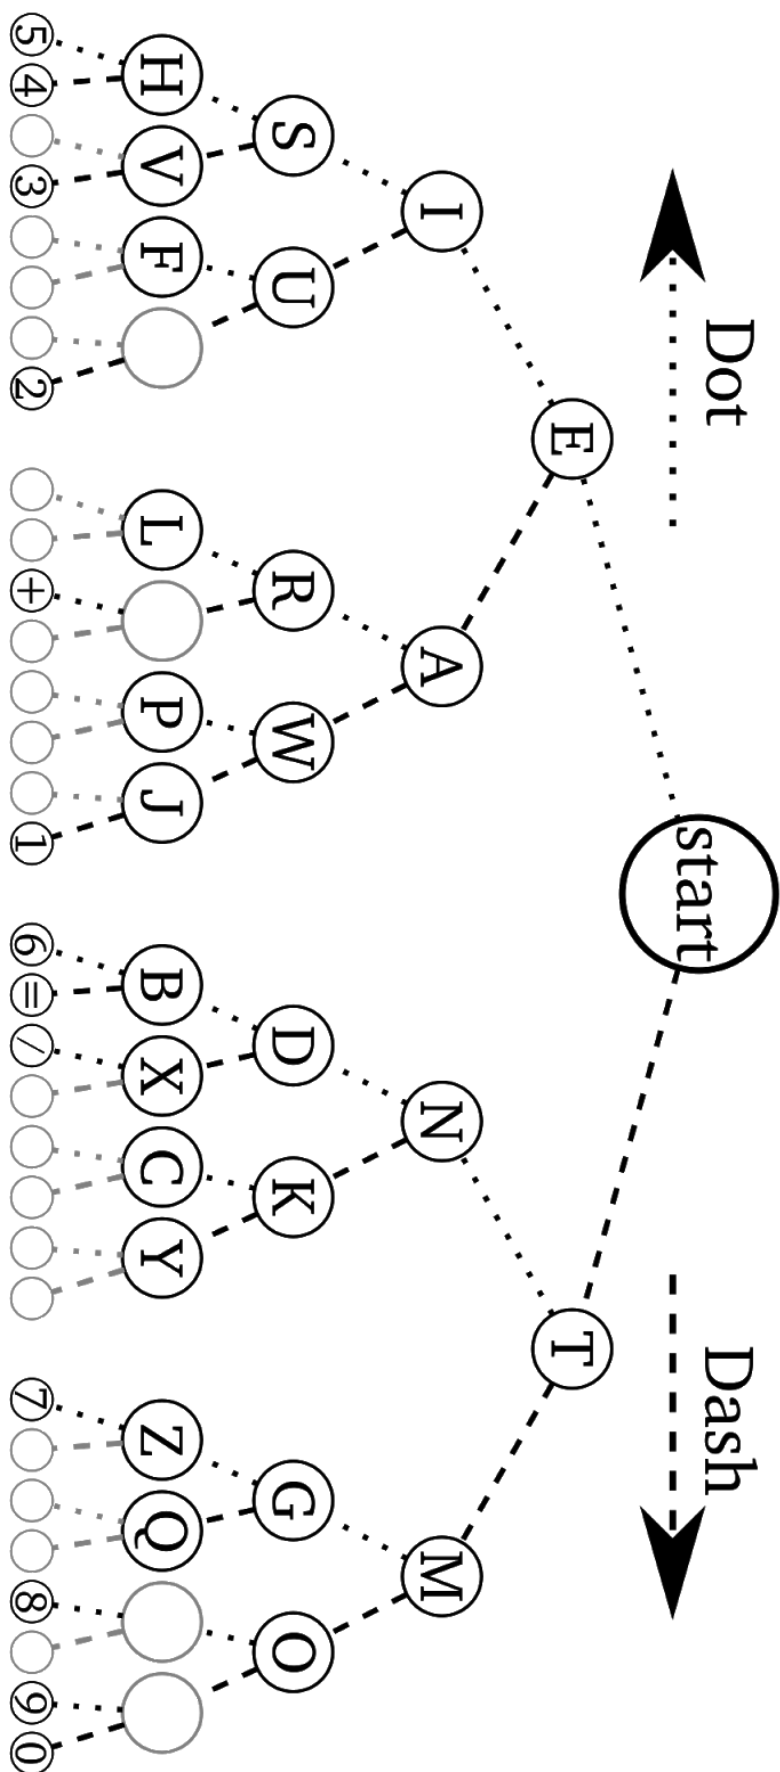 Dot
Dash
start
E T
I A N M
S U R W D K G O
H V F L P J B X C Y Z Q
5 4 3 2 + 1 6 = / 7 8 9 0